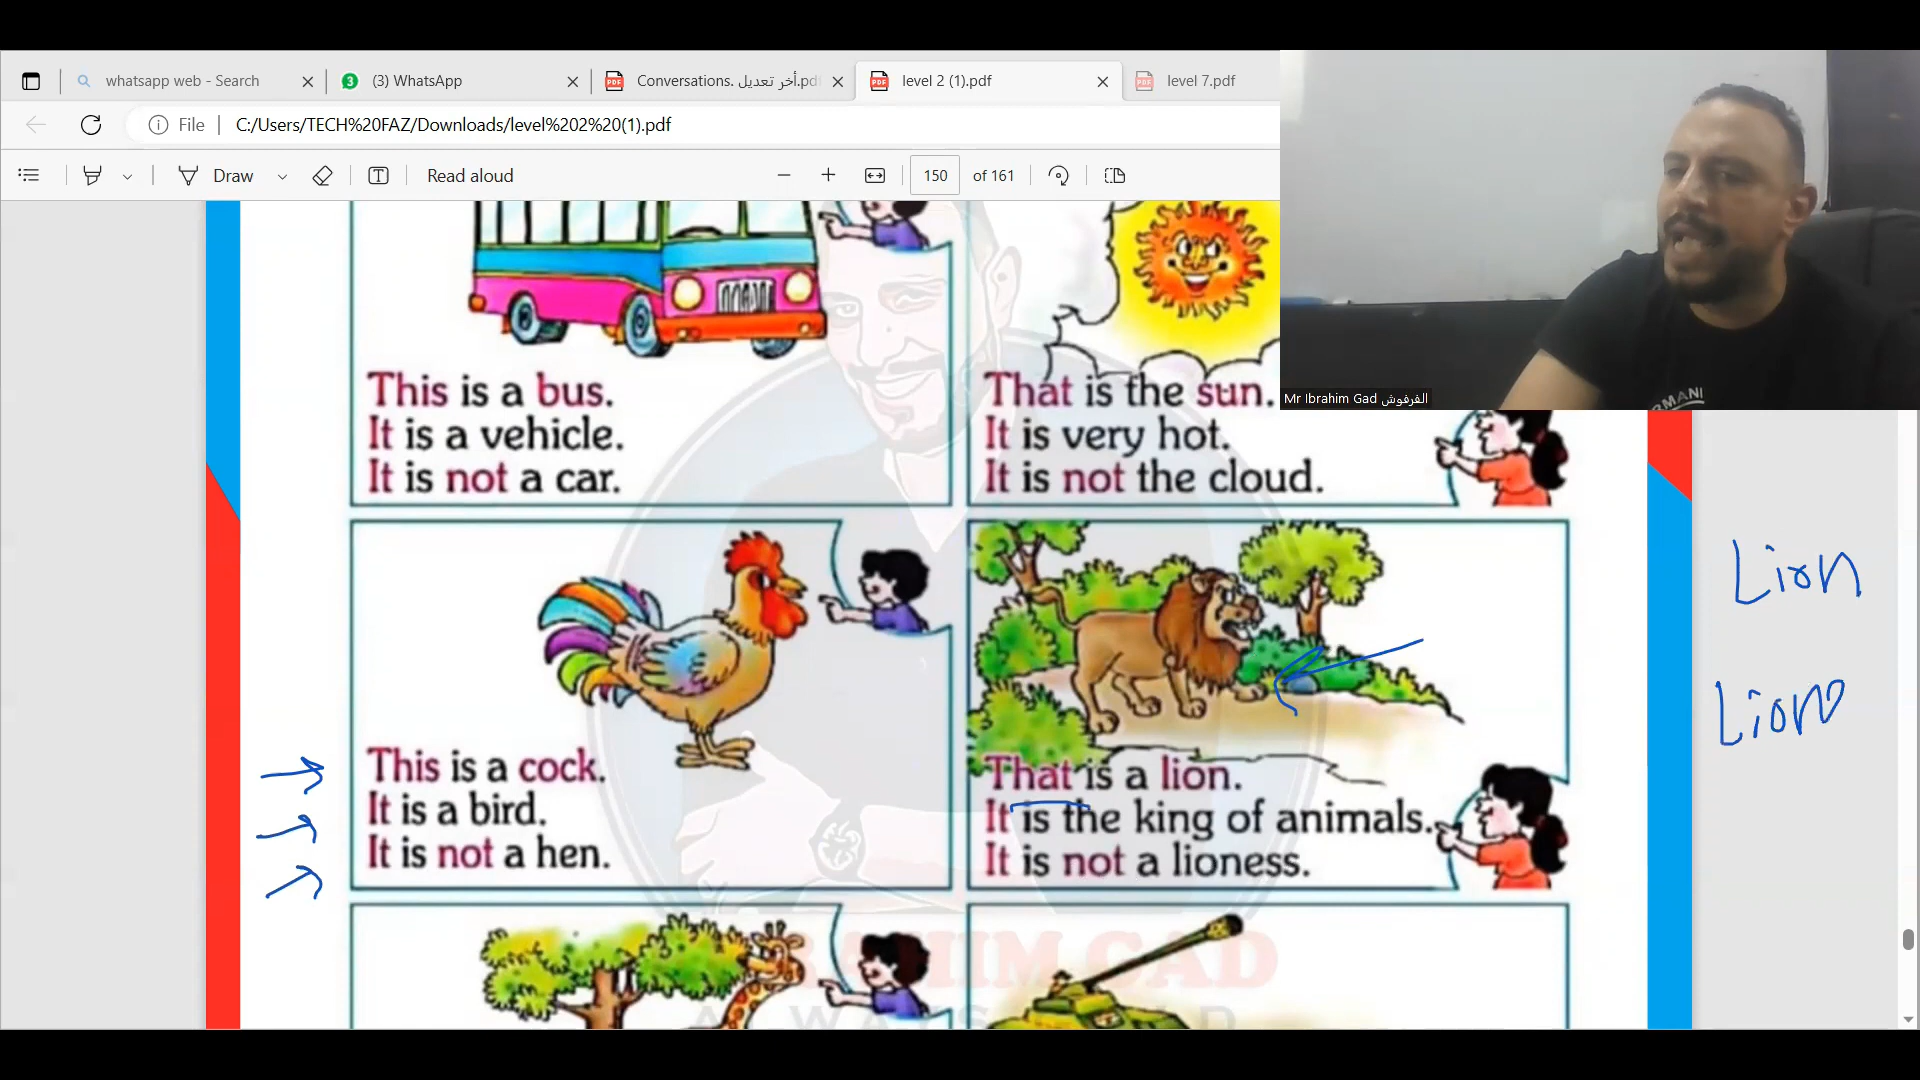 whatsapp web - Search
(3) WhatsApp
Conversations. أخر تعديل.pdf
level 2 (1).pdf
level 7.pdf
File
C:/Users/TECH%20FAZ/Downloads/level%202%20(1).pdf
Draw
Read aloud
150 of 161
Mr Ibrahim Gad القرفوش
ARMANI
This is a bus.
It is a vehicle.
It is not a car.
That is the sun.
It is very hot.
It is not the cloud.
This is a cock.
It is a bird.
It is not a hen.
That is a lion.
It is the king of animals.
It is not a lioness.
Lion